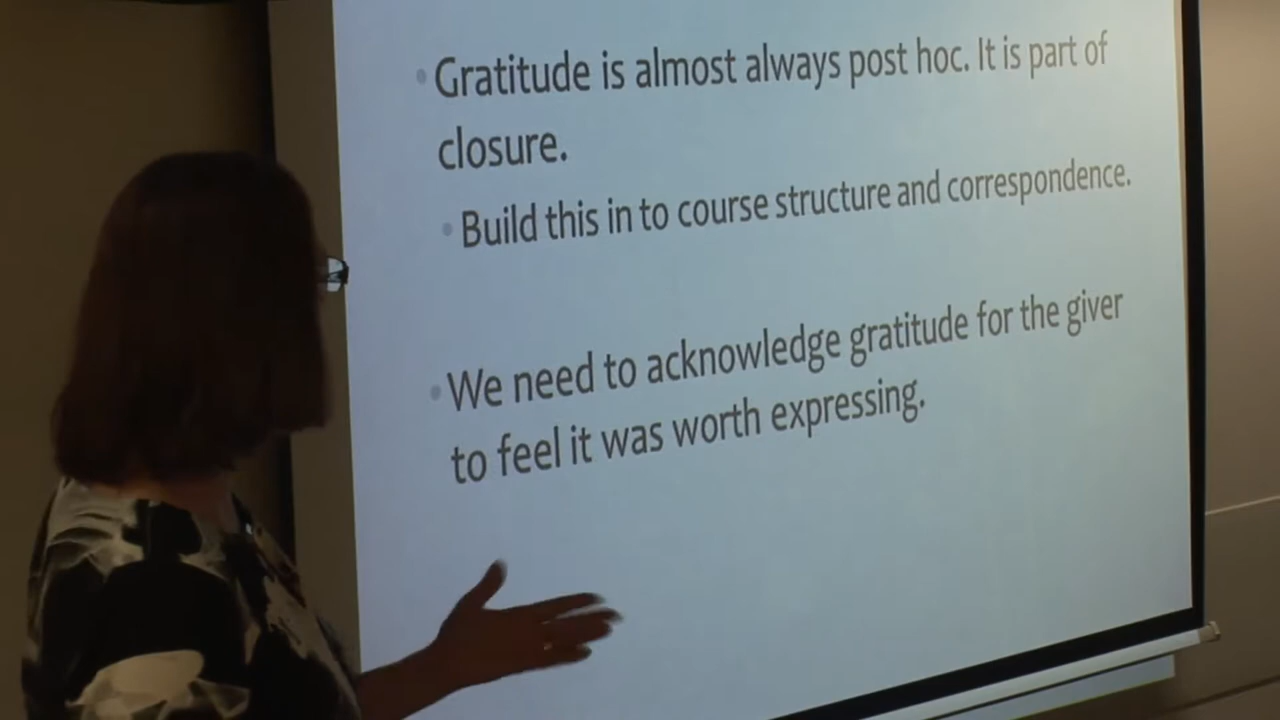 Gratitude is almost always post hoc. It is part of
closure.
Build this in to course structure and correspondence.
We need to acknowledge gratitude for the giver
to feel it was worth expressing.